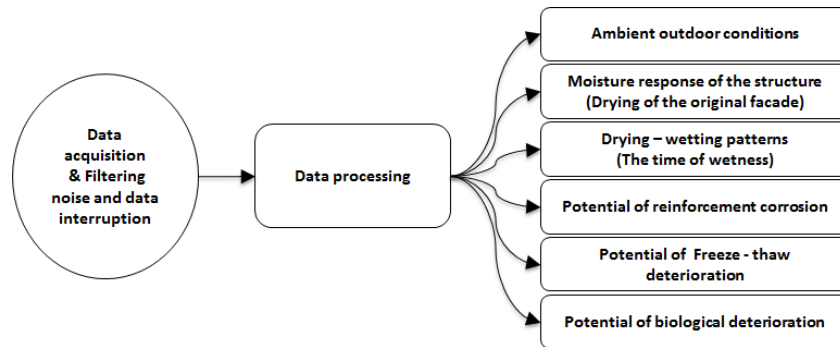 Data
acquisition
& Filtering
noise and data
interruption
Data processing
Ambient outdoor conditions
Moisture response of the structure
(Drying of the original facade)
Drying – wetting patterns
(The time of wetness)
Potential of reinforcement corrosion
Potential of Freeze - thaw
deterioration
Potential of biological deterioration